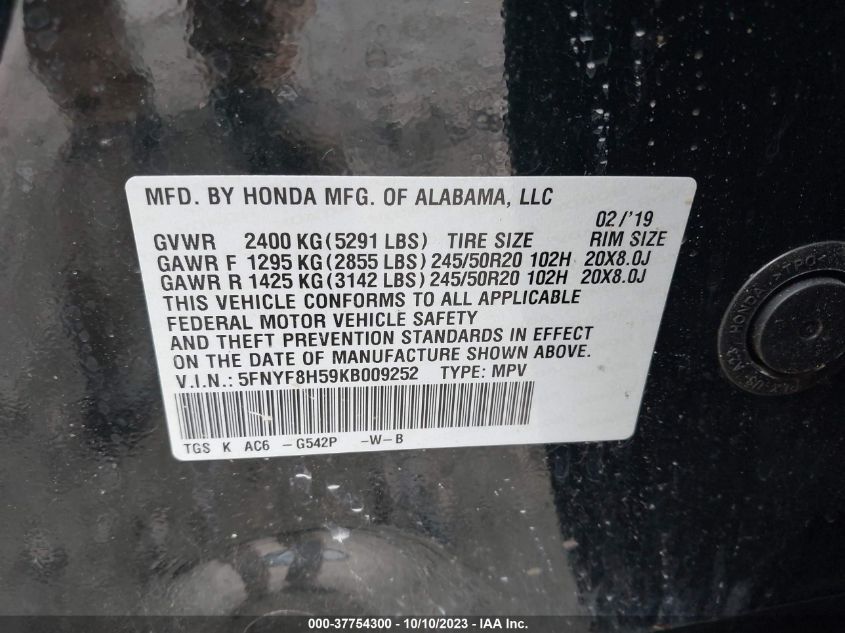 MFD. BY HONDA MFG. OF ALABAMA, LLC
02/'19
GVWR 2400 KG(5291 LBS) TIRE SIZE RIM SIZE
GAWR F 1295 KG(2855 LBS)245/50R20 102H 20X8.0J
GAWR R 1425 KG(3142 LBS)245/50R20 102H 20X8.0J
THIS VEHICLE CONFORMS TO ALL APPLICABLE
FEDERAL MOTOR VEHICLE SAFETY
AND THEFT PREVENTION STANDARDS IN EFFECT
ON THE DATE OF MANUFACTURE SHOWN ABOVE.
V.I.N.: 5FNYF8H59KB009252 TYPE: MPV
TGS K AC6 -G542P -W-B
HONDA
000-37754300 - 10/10/2023 - IAA Inc.